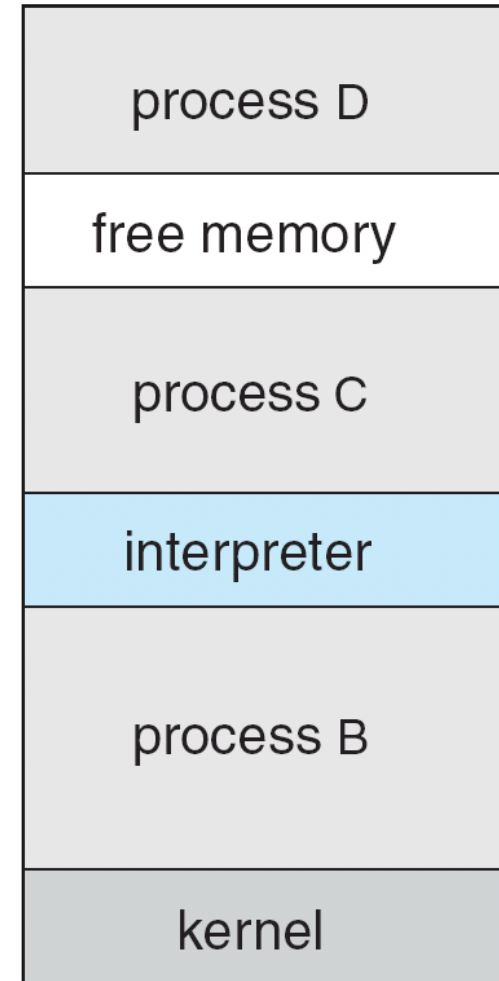 process D
free memory
process C
interpreter
process B
kernel